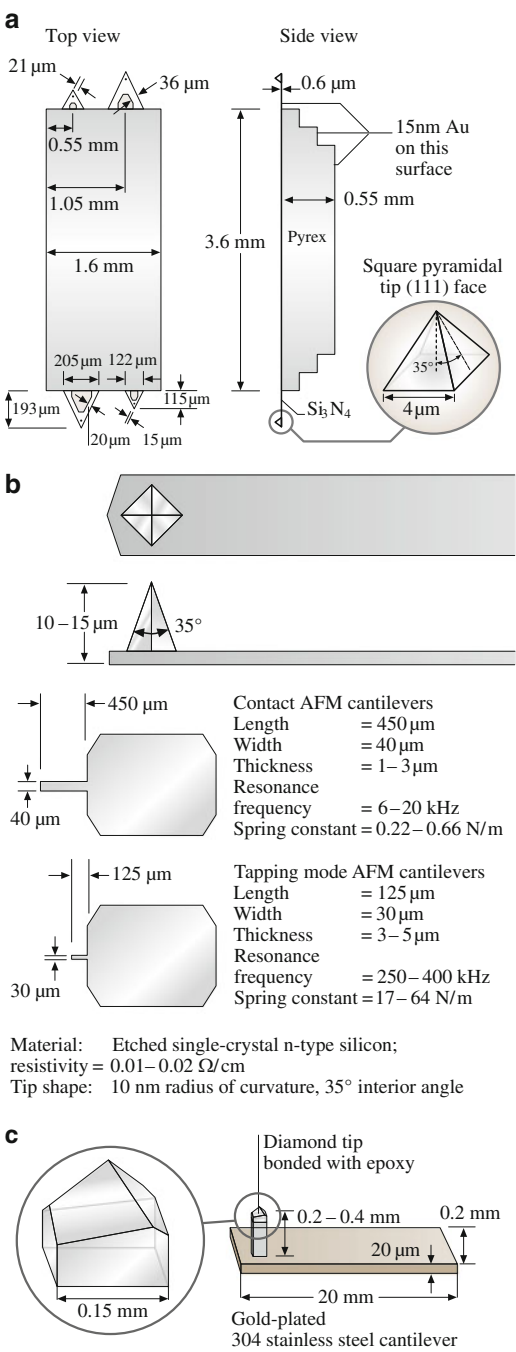 a
Top view
Side view
21 μm
36 μm
0.6 μm
0.55 mm
15nm Au
on this
surface
1.05 mm
0.55 mm
3.6 mm
Pyrex
1.6 mm
Square pyramidal
tip (111) face
35°
4 μm
205 μm
122 μm
115 μm
193 μm
20 μm
15 μm
Si3N4
b
10–15 μm
35°
450 μm
40 μm
Contact AFM cantilevers
Length = 450 μm
Width = 40 μm
Thickness = 1–3 μm
Resonance
frequency = 6–20 kHz
Spring constant = 0.22–0.66 N/m
125 μm
30 μm
Tapping mode AFM cantilevers
Length = 125 μm
Width = 30 μm
Thickness = 3–5 μm
Resonance
frequency = 250–400 kHz
Spring constant = 17–64 N/m
Material: Etched single-crystal n-type silicon;
resistivity = 0.01–0.02 Ω/cm
Tip shape: 10 nm radius of curvature, 35° interior angle
c
Diamond tip
bonded with epoxy
0.2–0.4 mm
0.2 mm
20 μm
0.15 mm
20 mm
Gold-plated
304 stainless steel cantilever